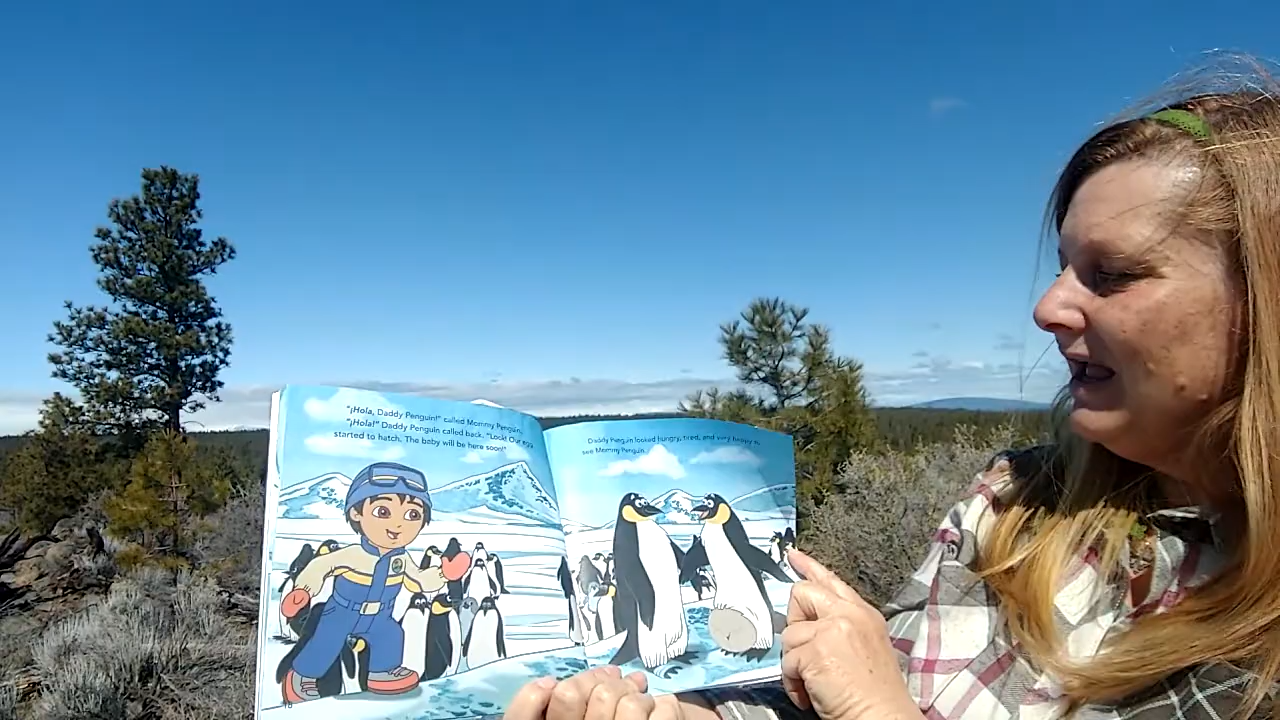 "¡Hola, Daddy Penguin!" called Mommy Penguin.
"¡Hola!" Daddy Penguin called back. "Look! Our egg
started to hatch. The baby will be here soon!"
Daddy Penguin looked hungry, tired, and very happy to
see Mommy Penguin.